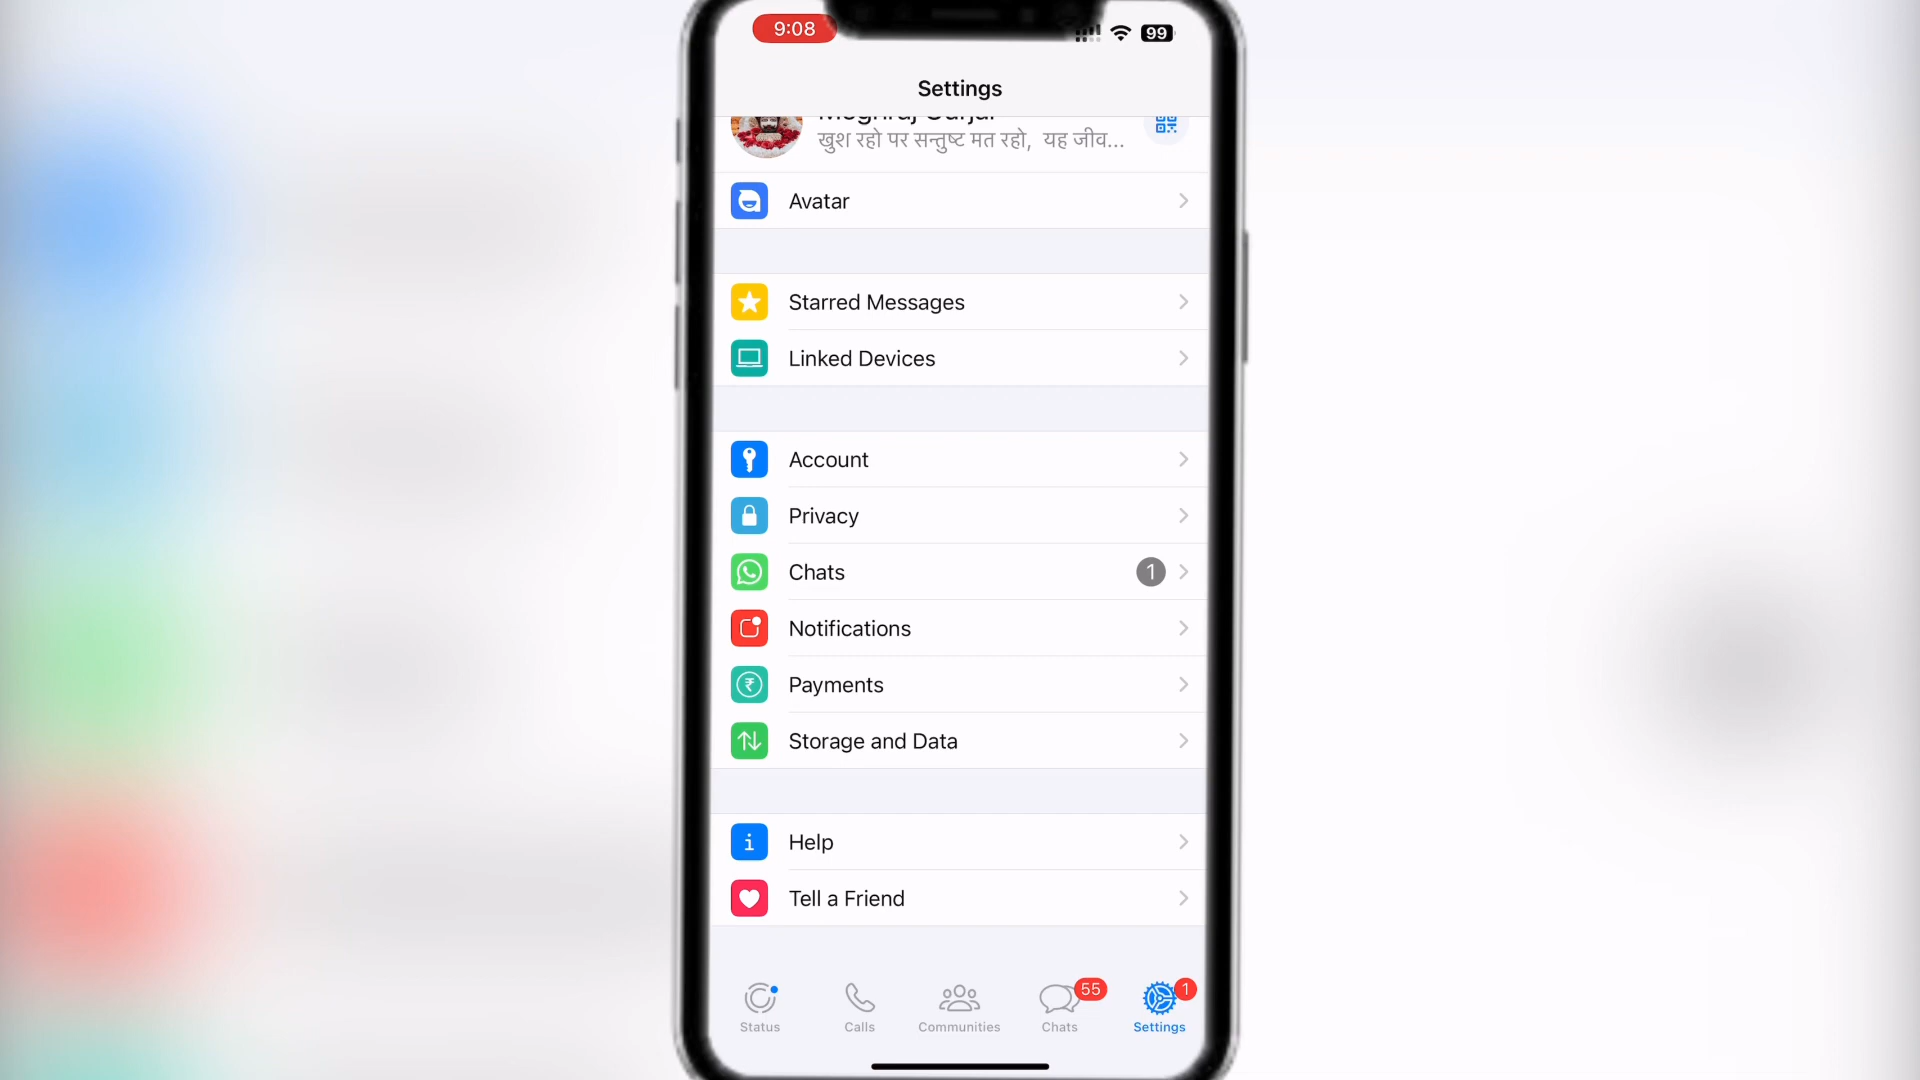 9:08
99
Settings
खुश रहो पर सन्तुष्ट मत रहो, यह जीव...
Avatar
Starred Messages
Linked Devices
Account
Privacy
Chats
1
Notifications
Payments
Storage and Data
Help
Tell a Friend
55
1
Status
Calls
Communities
Chats
Settings